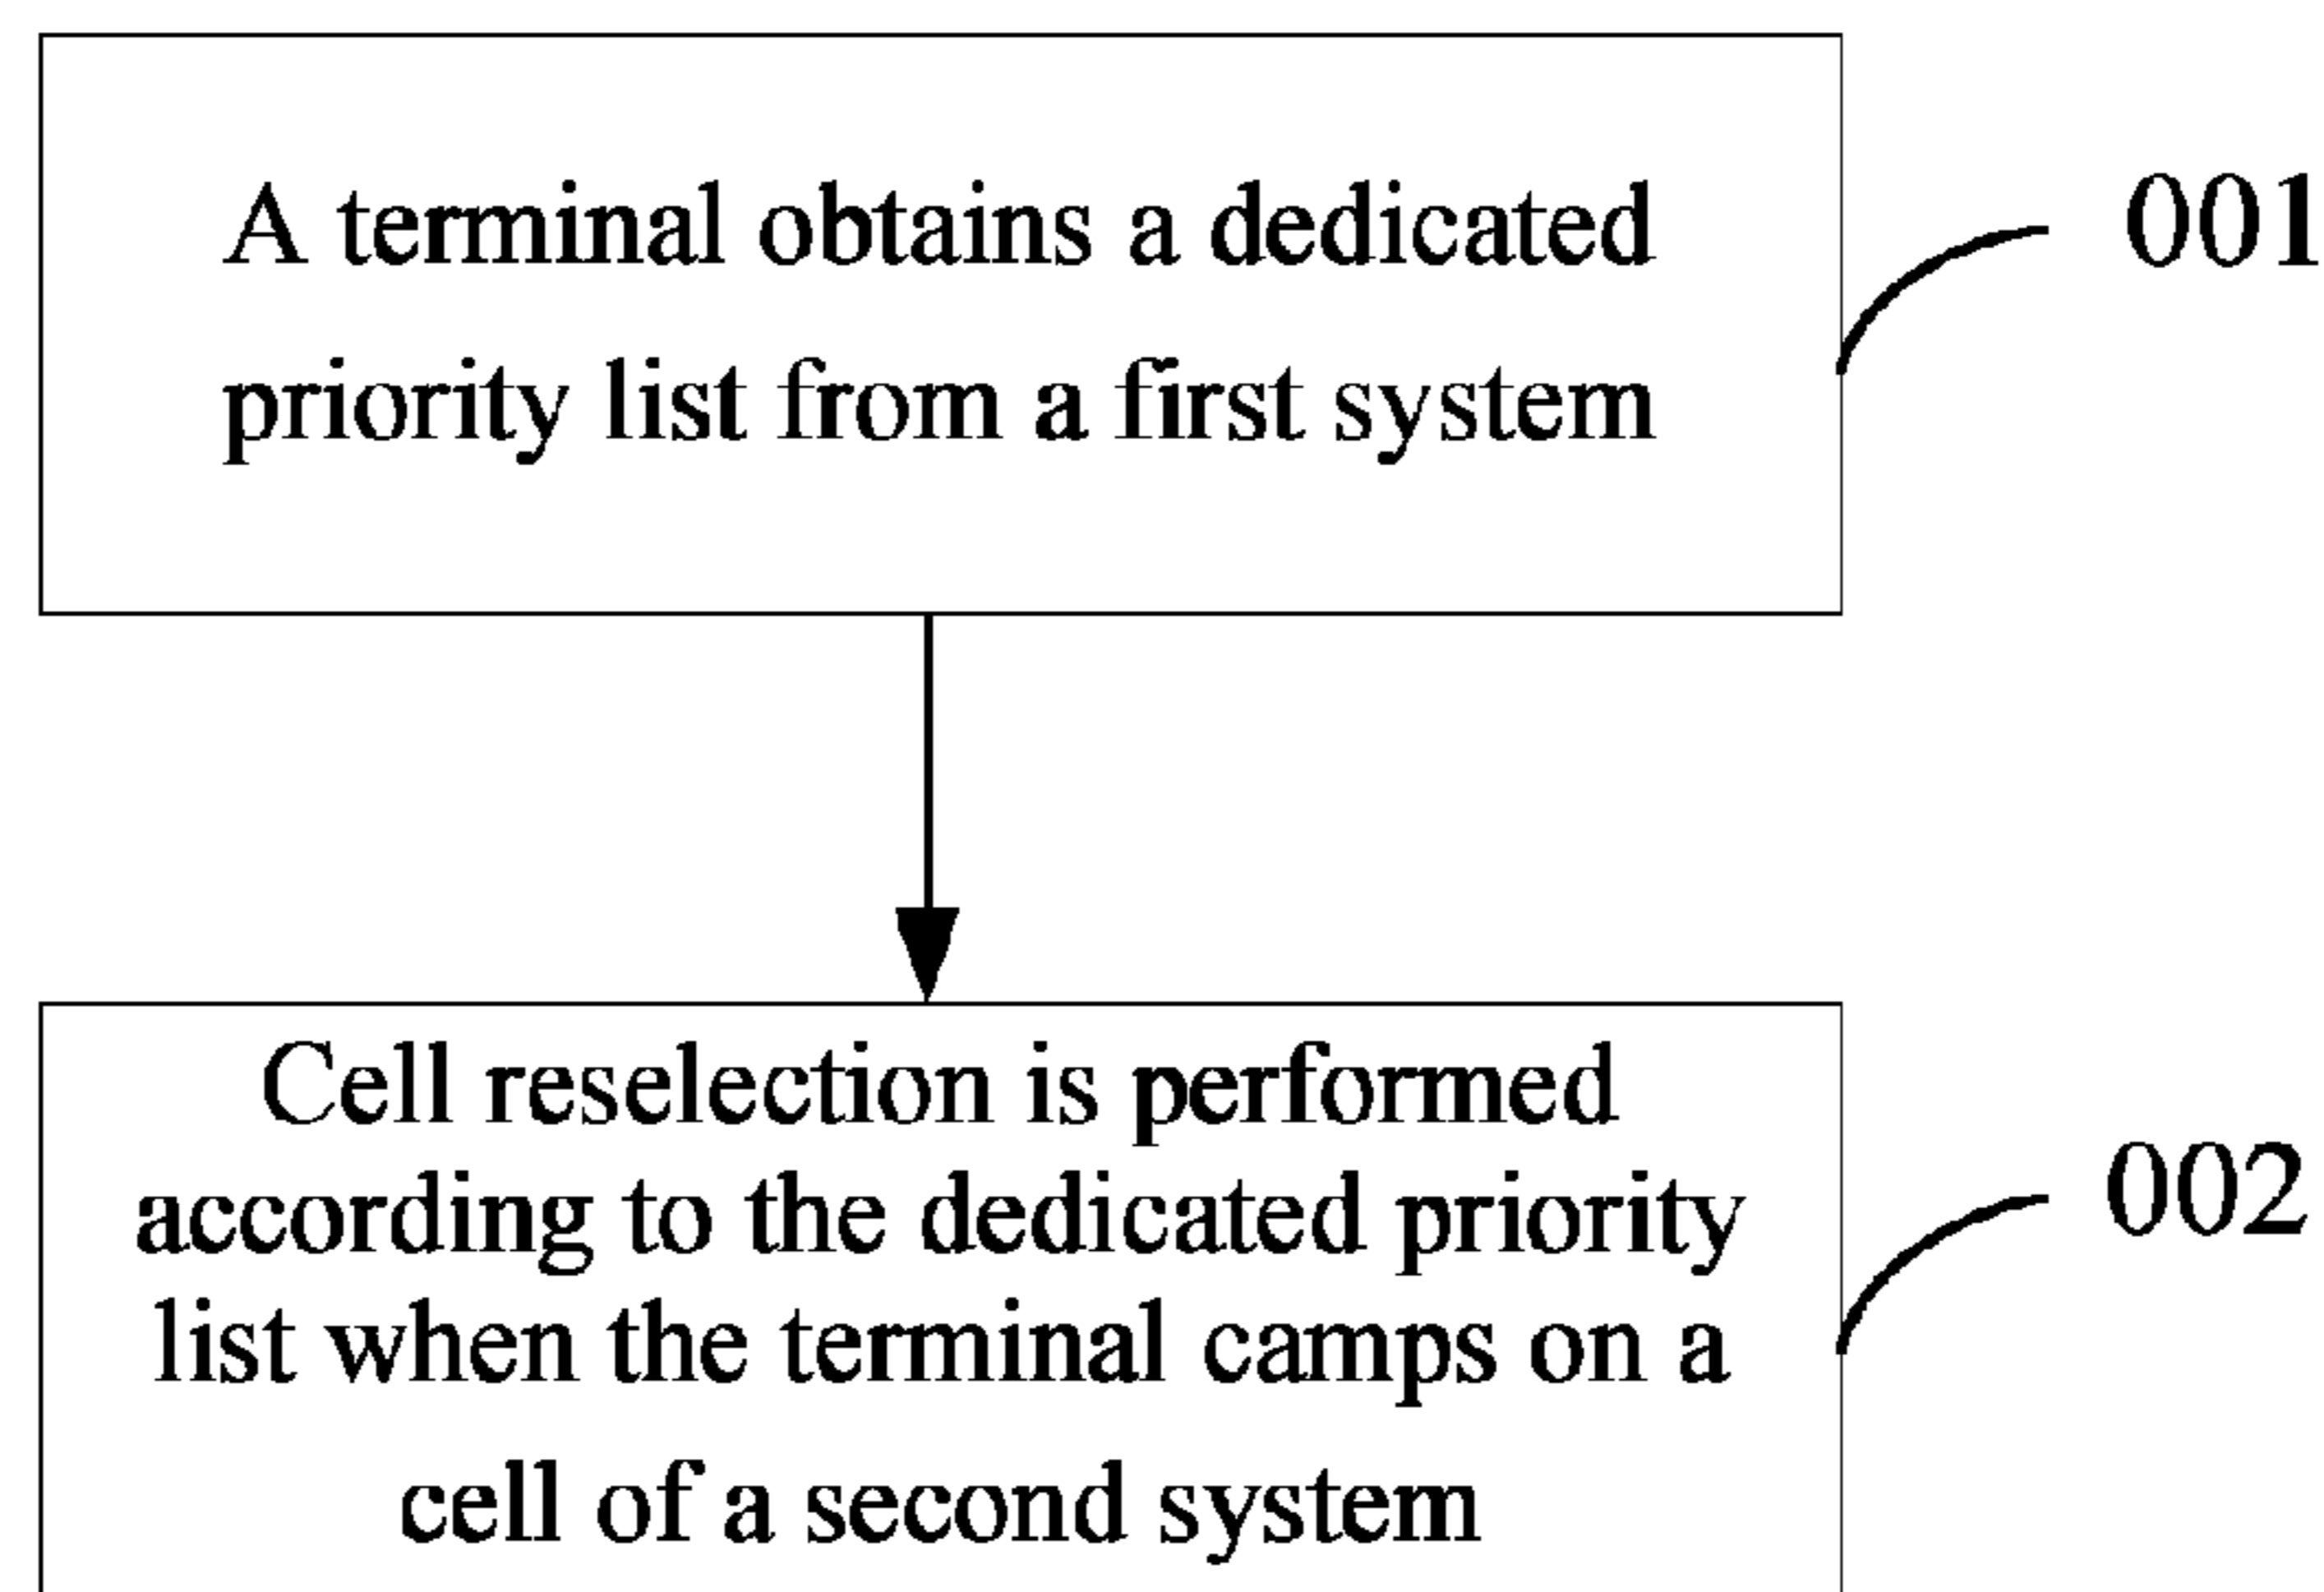 A terminal obtains a dedicated
priority list from a first system
001
Cell reselection is performed
according to the dedicated priority
list when the terminal camps on a
cell of a second system
002